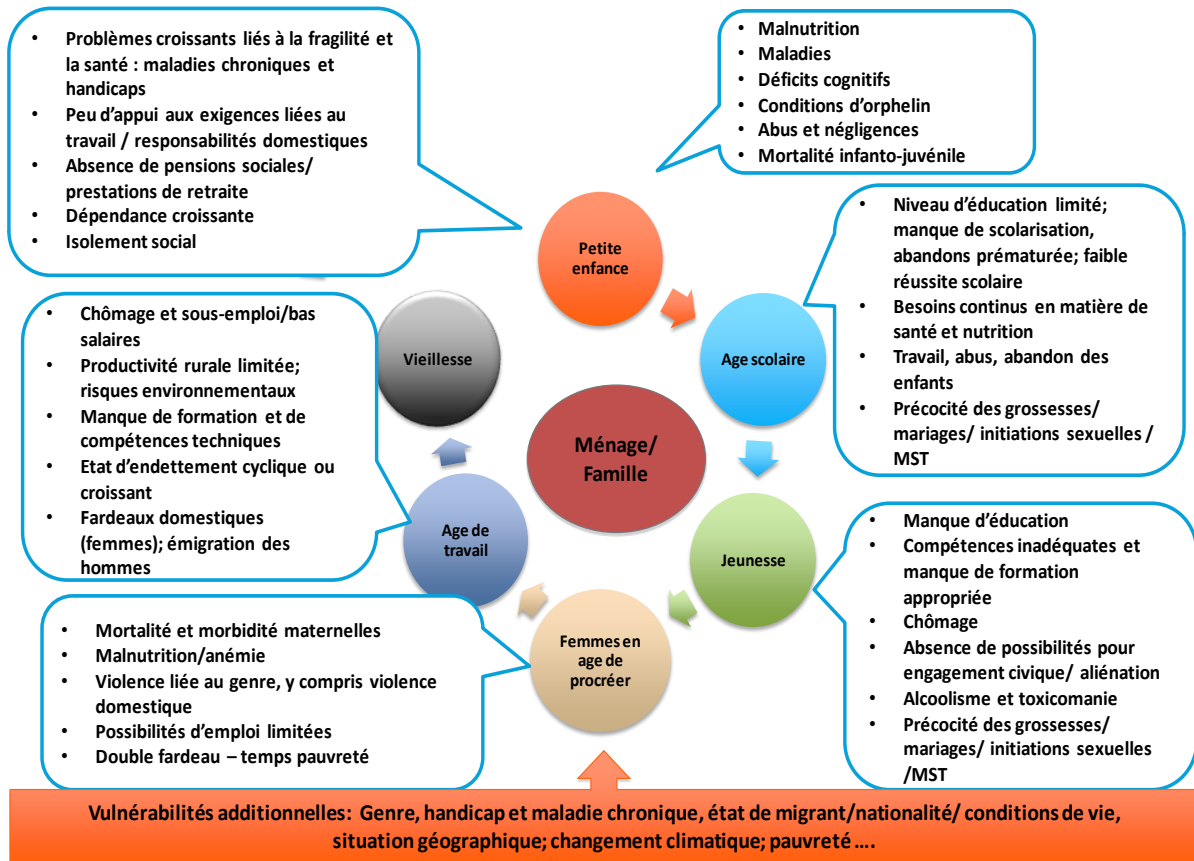 • Problèmes croissants liés à la fragilité et
la santé : maladies chroniques et
handicaps
• Peu d'appui aux exigences liées au
travail / responsabilités domestiques
• Absence de pensions sociales/
prestations de retraite
• Dépendance croissante
• Isolement social
• Malnutrition
• Maladies
• Déficits cognitifs
• Conditions d'orphelin
• Abus et négligences
• Mortalité infanto-juvénile
Petite
enfance
• Niveau d'éducation limité;
manque de scolarisation,
abandons prématurée; faible
réussite scolaire
• Besoins continus en matière de
santé et nutrition
• Travail, abus, abandon des
enfants
• Précocité des grossesses/
mariages/ initiations sexuelles /
MST
Age scolaire
Vieillesse
• Chômage et sous-emploi/bas
salaires
• Productivité rurale limitée;
risques environnementaux
• Manque de formation et de
compétences techniques
• Etat d'endettement cyclique ou
croissant
• Fardeaux domestiques
(femmes); émigration des
hommes
Ménage/
Famille
Age de
travail
Jeunesse
• Manque d'éducation
• Compétences inadéquates et
manque de formation
appropriée
• Chômage
• Absence de possibilités pour
engagement civique/ aliénation
• Alcoolisme et toxicomanie
• Précocité des grossesses/
mariages/ initiations sexuelles
/MST
Femmes en
age de
procréer
• Mortalité et morbidité maternelles
• Malnutrition/anémie
• Violence liée au genre, y compris violence
domestique
• Possibilités d'emploi limitées
• Double fardeau – temps pauvreté
Vulnérabilités additionnelles: Genre, handicap et maladie chronique, état de migrant/nationalité/ conditions de vie,
situation géographique; changement climatique; pauvreté ....